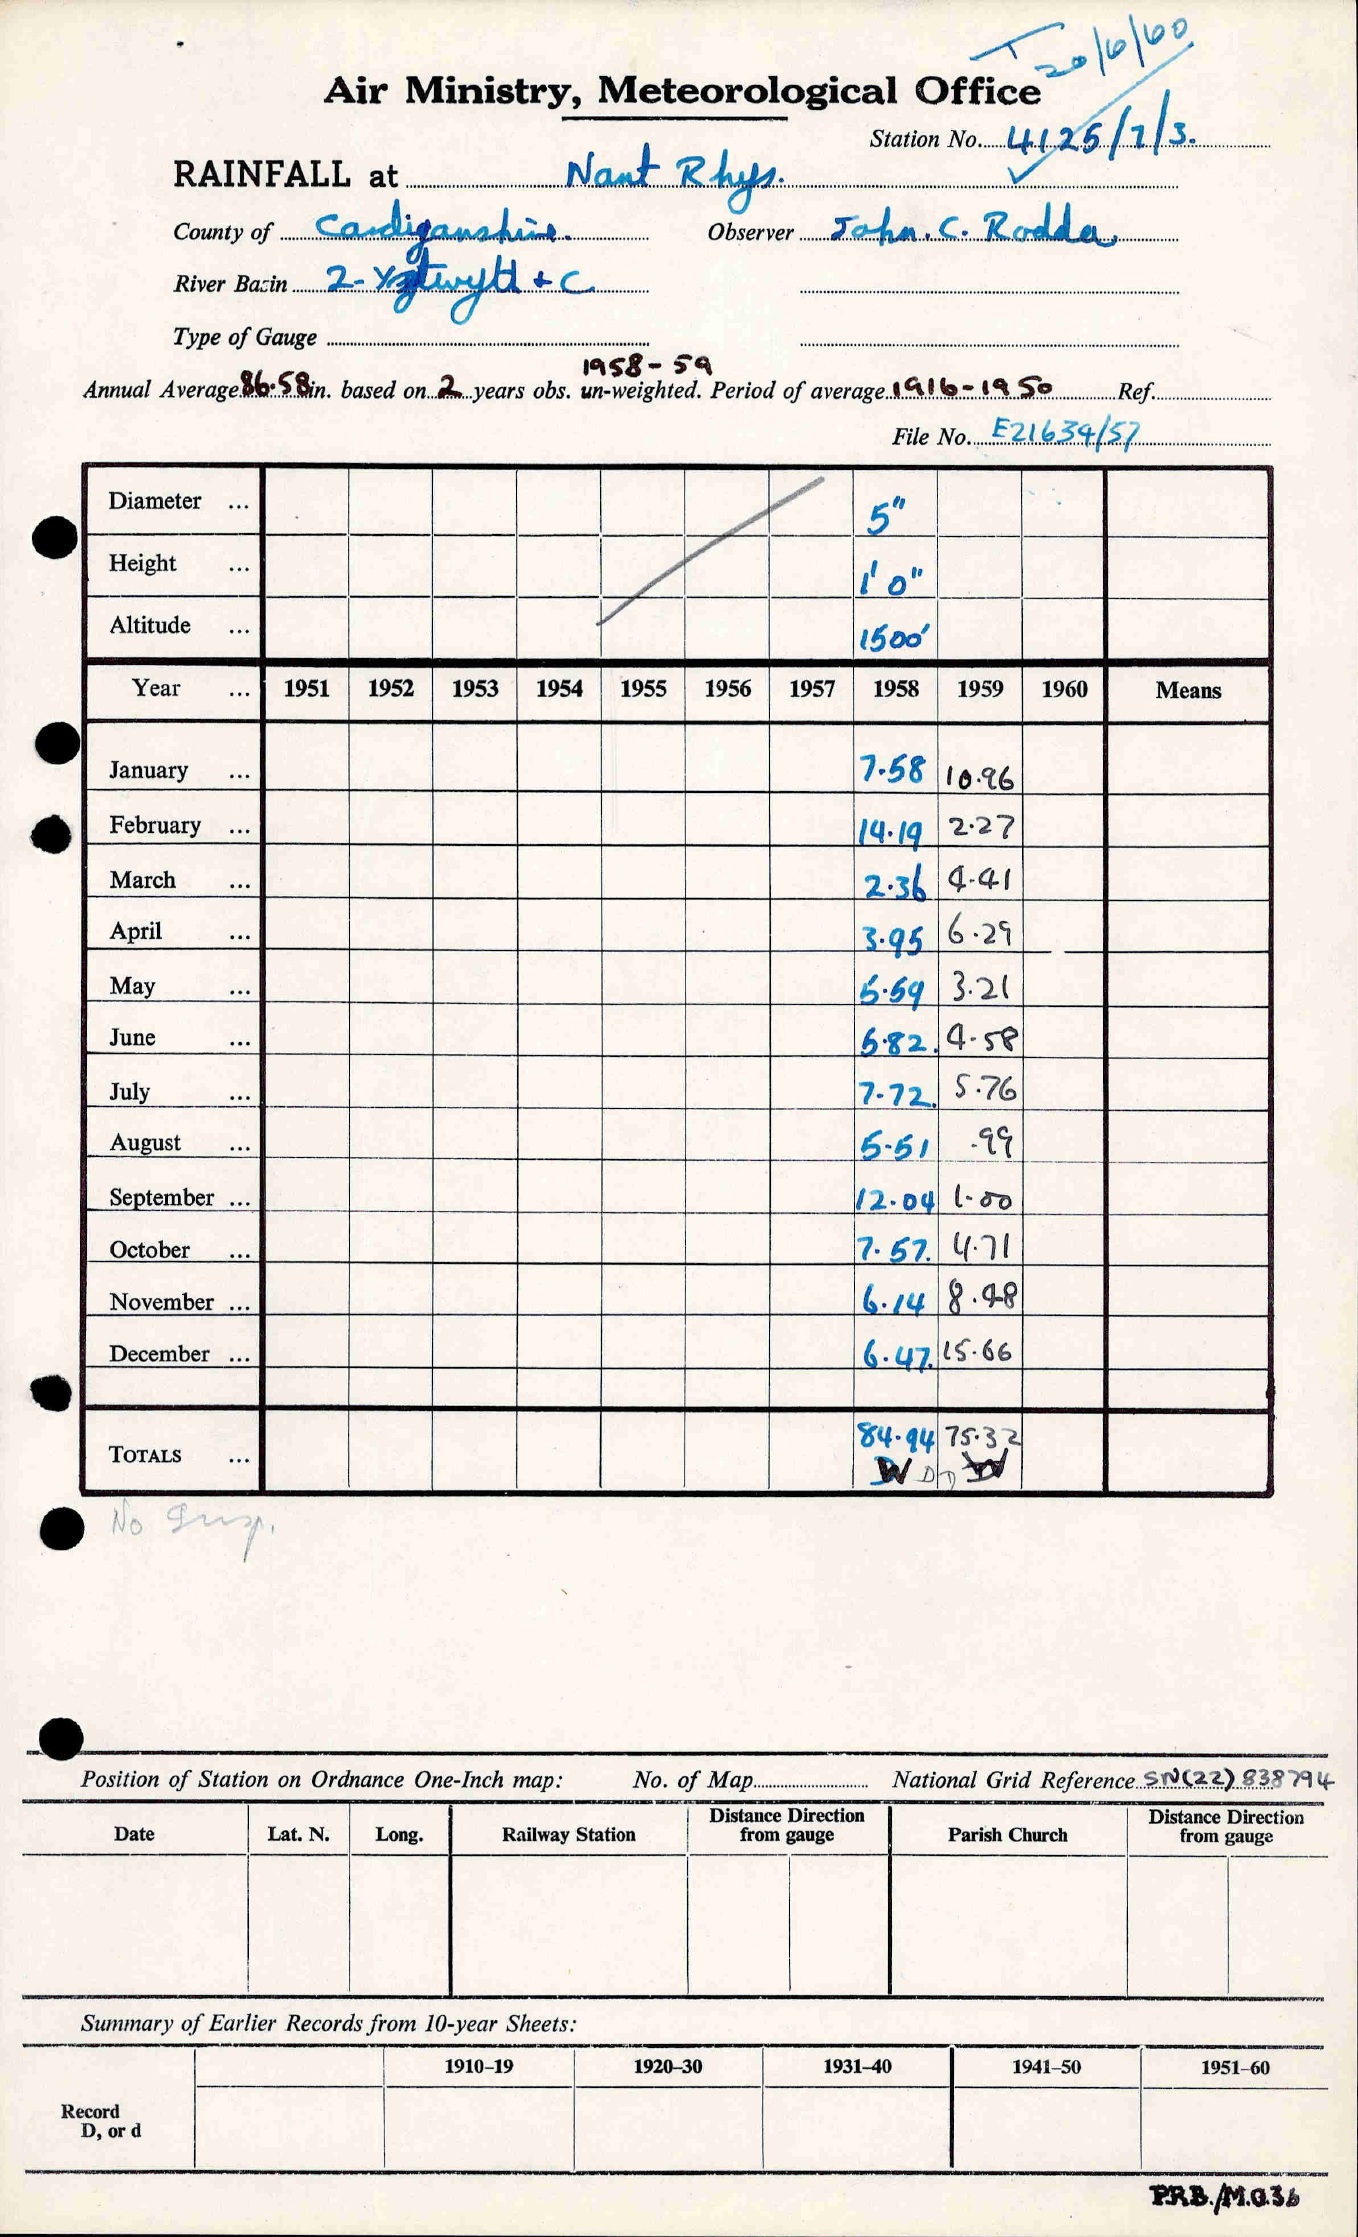 T 20/6/60
Air Ministry, Meteorological Office
Station No. 4125/7/3.
RAINFALL at Nant Rhys.
County of Cardiganshire. Observer John. C. Rodda
River Basin 2-Ystwyth + C
Type of Gauge
1958-59
Annual Average 86.58 in. based on 2 years obs. un-weighted. Period of average 1916-1950 Ref.
File No. E21634/57
Diameter ... 5"
Height ... 1' 0"
Altitude ... 1500'
Year ... 1951 1952 1953 1954 1955 1956 1957 1958 1959 1960 Means
January ... 7.58 10.96
February ... 14.19 2.27
March ... 2.36 4.41
April ... 3.95 6.29
May ... 5.59 3.21
June ... 5.82. 4.58
July ... 7.72. 5.76
August ... 5.51 .99
September ... 12.04 1.00
October ... 7.57. 4.71
November ... 6.14 8.48
December ... 6.47. 15.66
TOTALS ... 84.94 75.32
No Insp.
Position of Station on Ordnance One-Inch map: No. of Map National Grid Reference SN(22) 838794
Date Lat. N. Long. Railway Station Distance Direction from gauge Parish Church Distance Direction from gauge
Summary of Earlier Records from 10-year Sheets:
1910–19 1920–30 1931–40 1941–50 1951–60
Record
D, or d
P.R.B./M.O.36